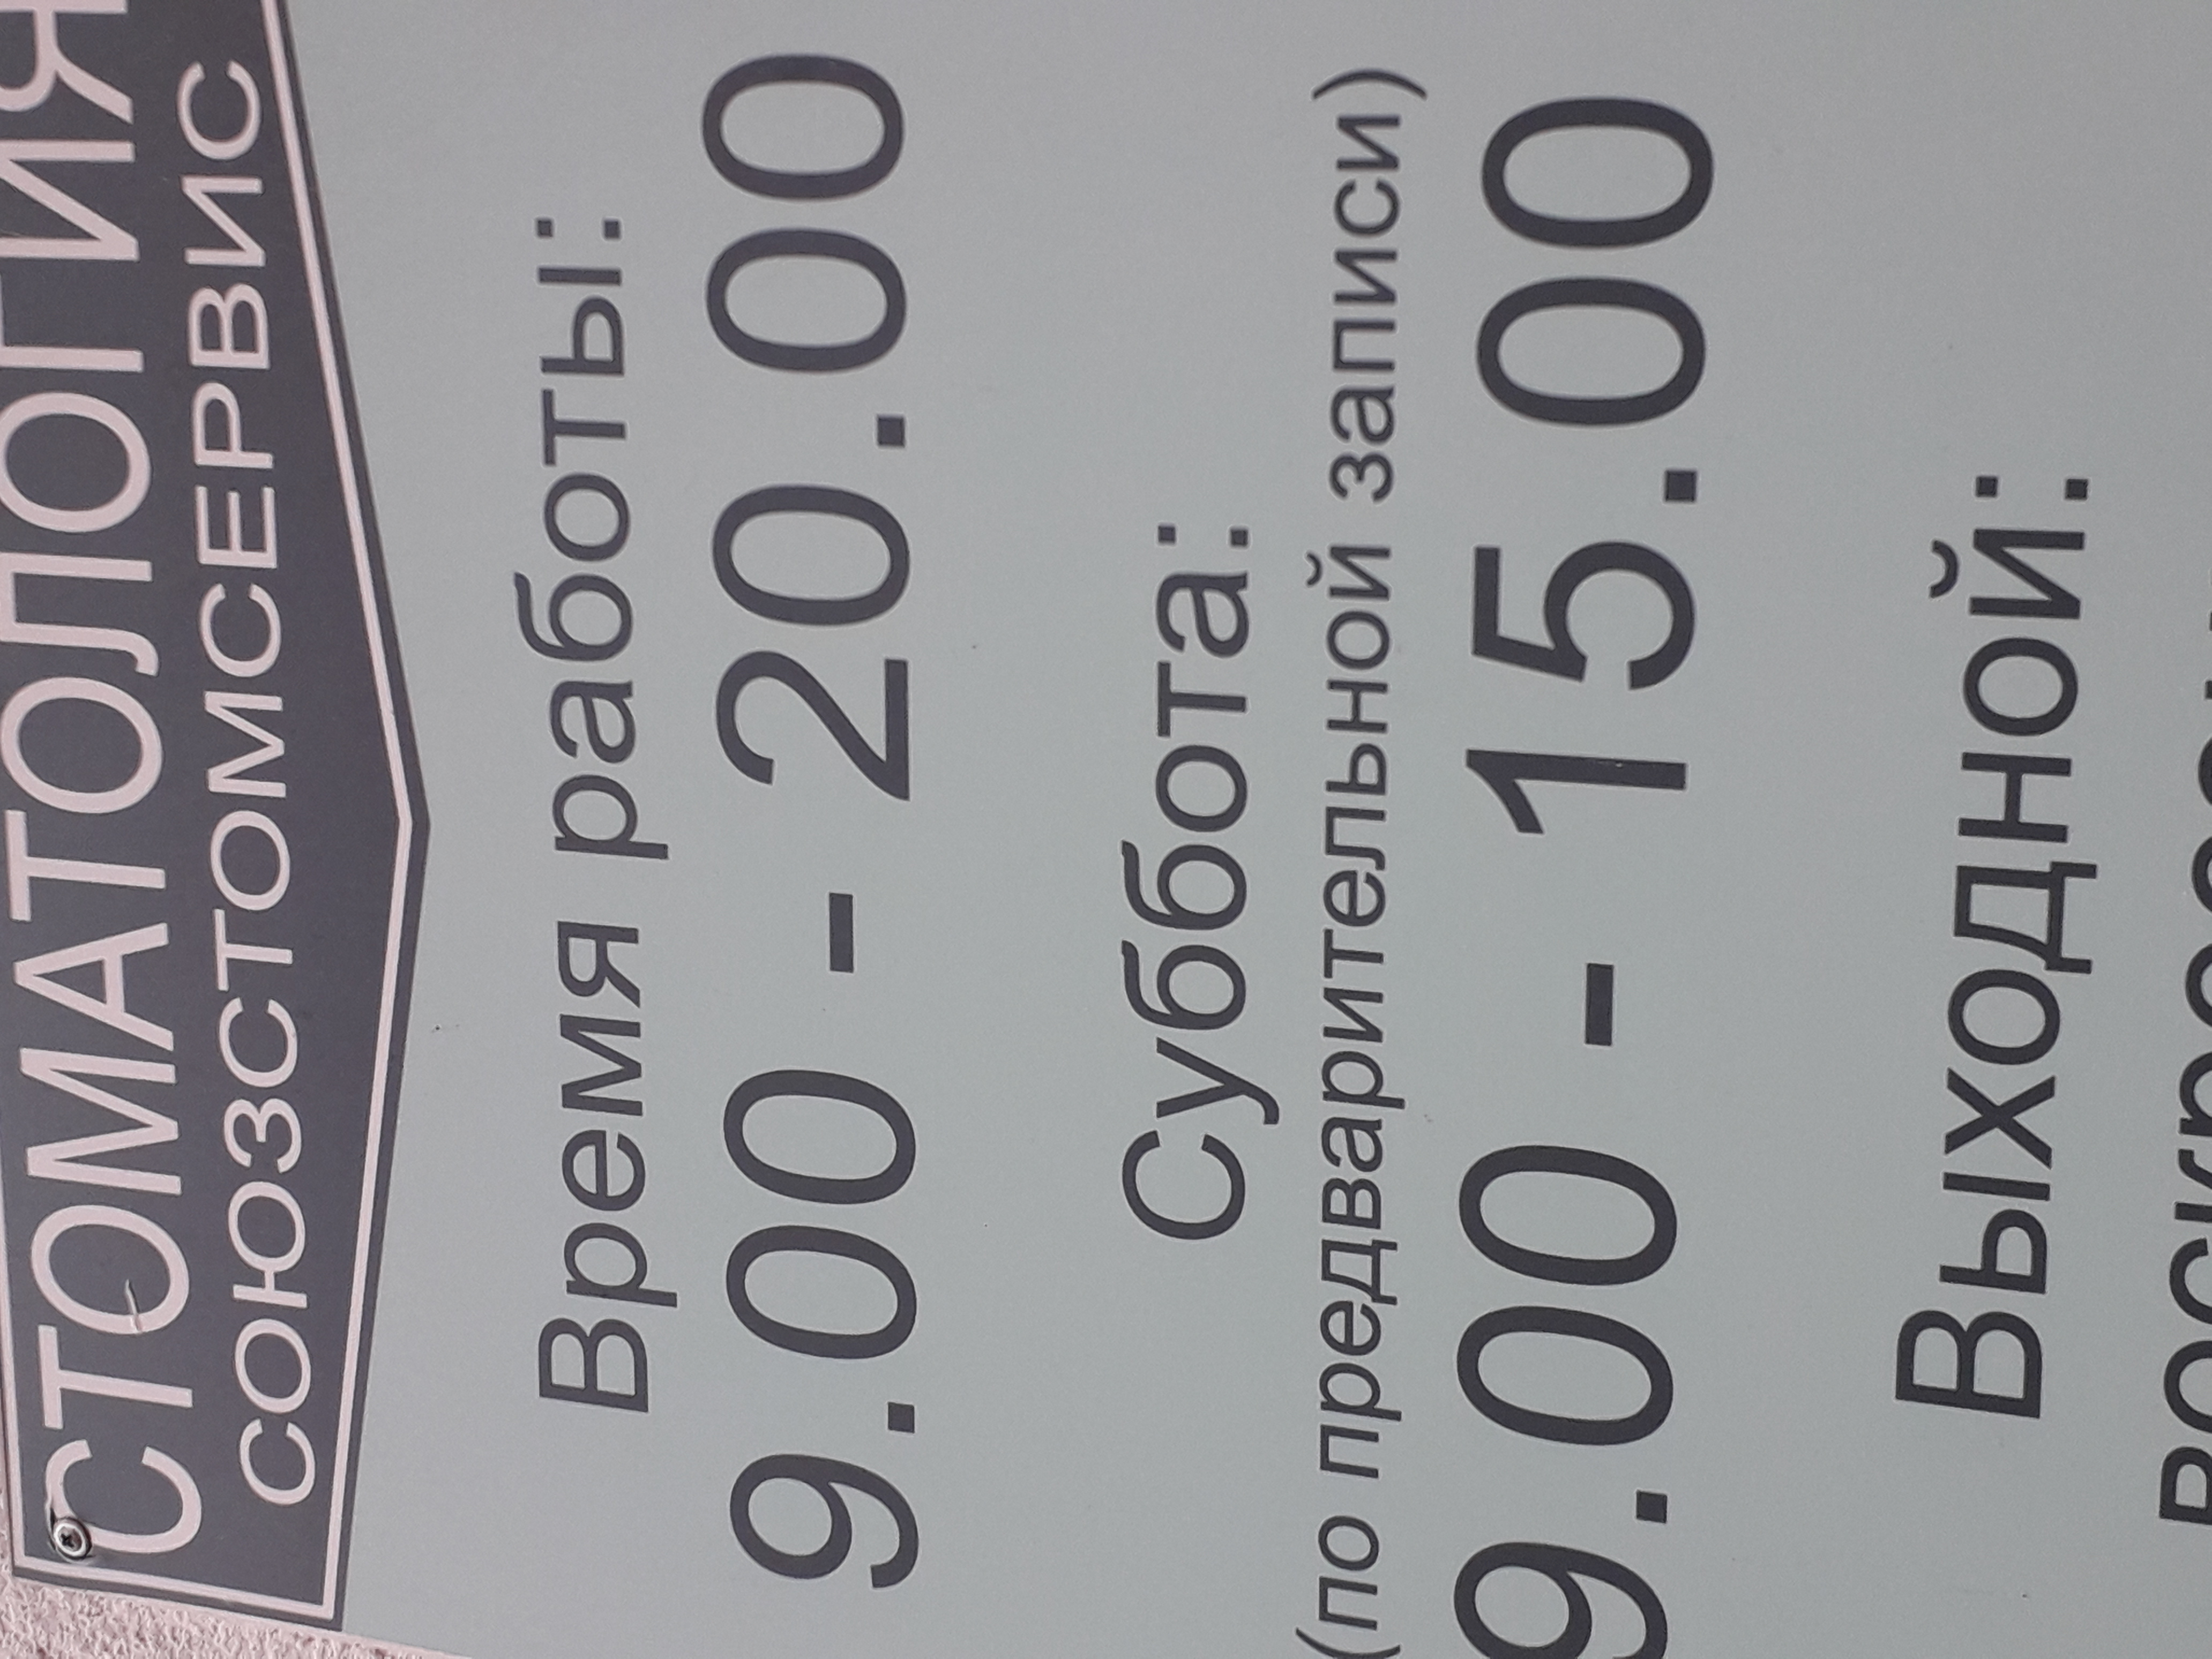 СТОМАТОЛОГИЯ
СОЮЗСТОМСЕРВИС
Время работы:
9.00 - 20.00
Суббота:
(по предварительной записи)
9.00 - 15.00
Выходной: